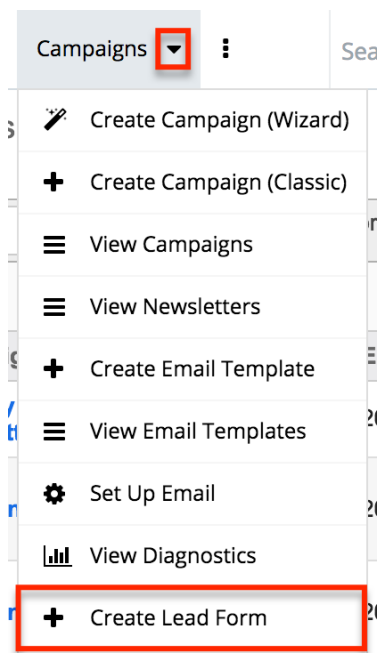 Campaigns
Sea
Create Campaign (Wizard)
Create Campaign (Classic)
View Campaigns
View Newsletters
Create Email Template
View Email Templates
Set Up Email
View Diagnostics
Create Lead Form